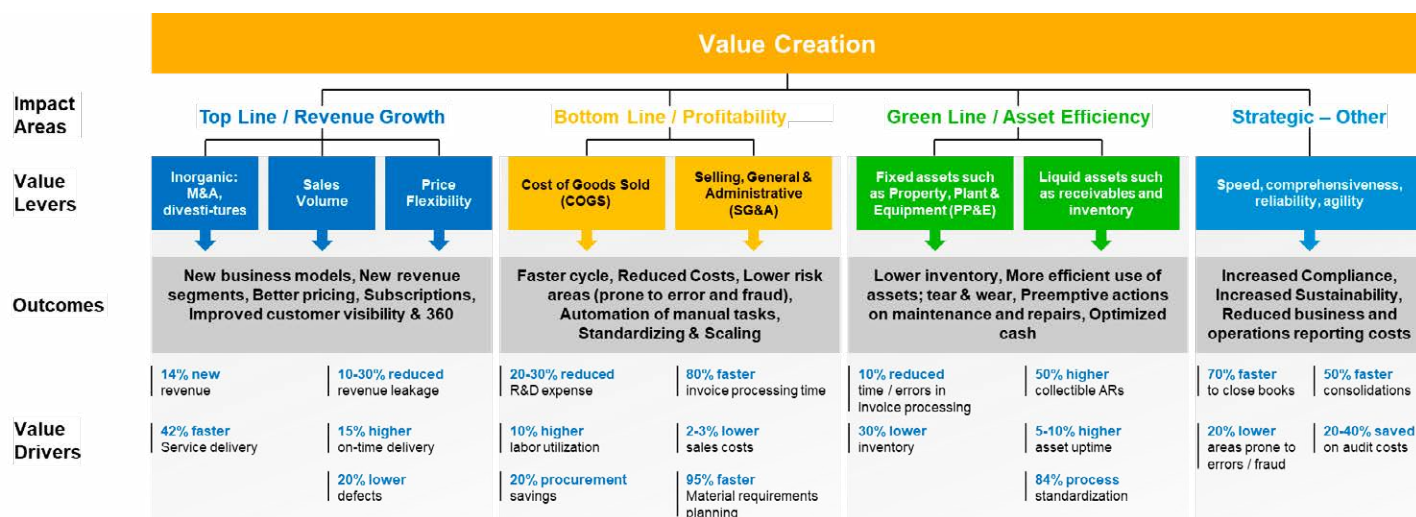 Value Creation
Impact
Areas
Top Line / Revenue Growth
Bottom Line / Profitability
Green Line / Asset Efficiency
Strategic – Other
Value
Levers
Inorganic:
M&A,
divesti-tures
Sales
Volume
Price
Flexibility
Cost of Goods Sold
(COGS)
Selling, General &
Administrative
(SG&A)
Fixed assets such
as Property, Plant &
Equipment (PP&E)
Liquid assets such
as receivables and
inventory
Speed, comprehensiveness,
reliability, agility
Outcomes
New business models, New revenue
segments, Better pricing, Subscriptions,
Improved customer visibility & 360
Faster cycle, Reduced Costs, Lower risk
areas (prone to error and fraud),
Automation of manual tasks,
Standardizing & Scaling
Lower inventory, More efficient use of
assets; tear & wear, Preemptive actions
on maintenance and repairs, Optimized
cash
Increased Compliance,
Increased Sustainability,
Reduced business and
operations reporting costs
Value
Drivers
14% new
revenue
10-30% reduced
revenue leakage
42% faster
Service delivery
15% higher
on-time delivery
20% lower
defects
20-30% reduced
R&D expense
80% faster
invoice processing time
10% higher
labor utilization
2-3% lower
sales costs
20% procurement
savings
95% faster
Material requirements
planning
10% reduced
time / errors in
Invoice processing
50% higher
collectible ARs
30% lower
inventory
5-10% higher
asset uptime
84% process
standardization
70% faster
to close books
50% faster
consolidations
20% lower
areas prone to
errors / fraud
20-40% saved
on audit costs